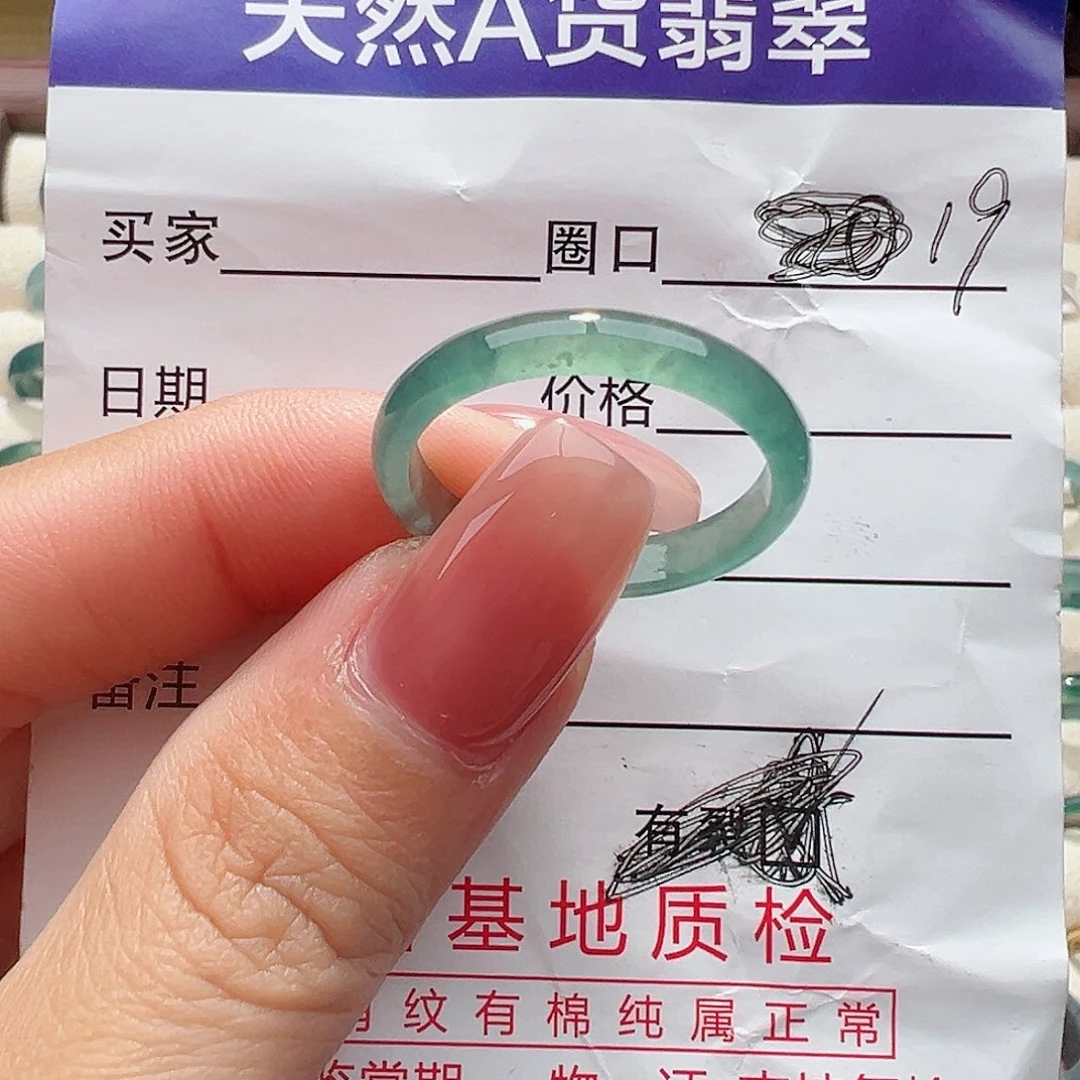 天然A货翡翠
买家 圈口 19
日期 价格
备注
有裂
基地质检
有纹有棉纯属正常